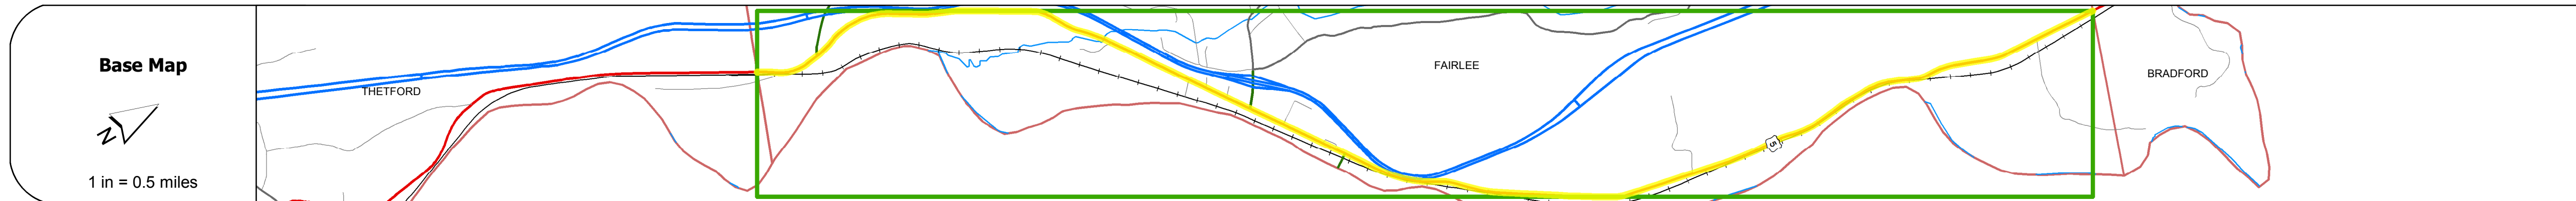 Base Map
N
1 in = 0.5 miles
THETFORD
FAIRLEE
5
BRADFORD